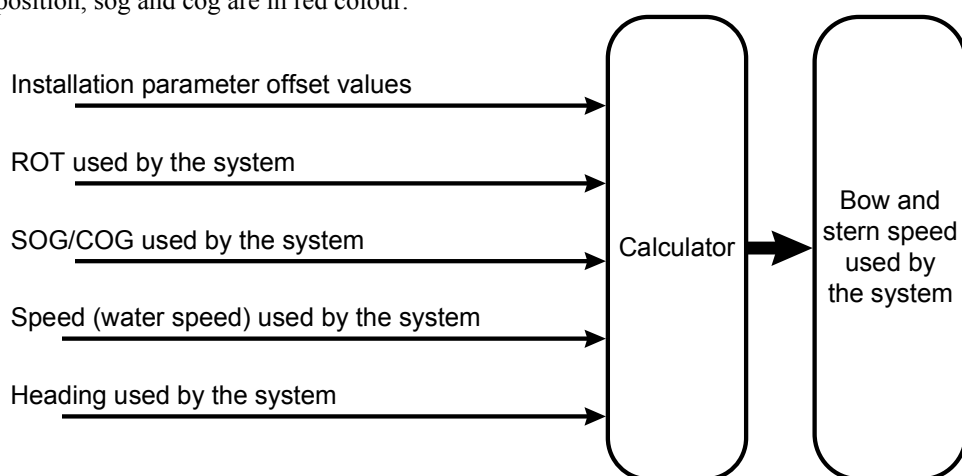 position, sog and cog are in red colour.
Installation parameter offset values
ROT used by the system
SOG/COG used by the system
Speed (water speed) used by the system
Heading used by the system
Calculator
Bow and
stern speed
used by
the system